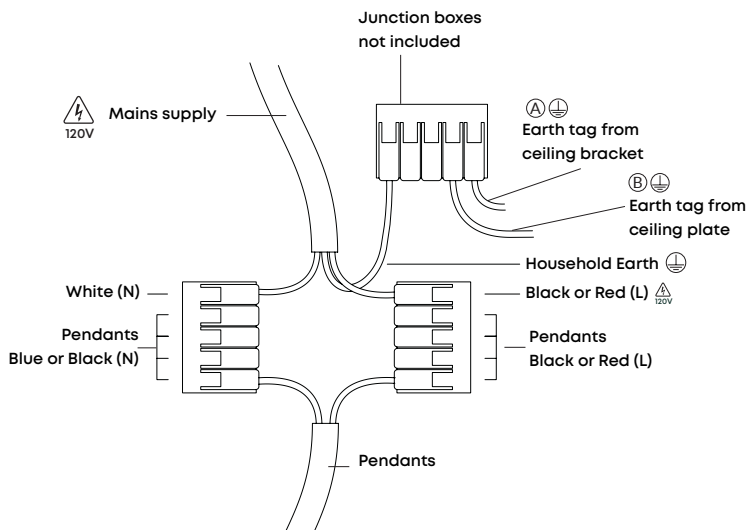 Junction boxes
not included
120V
Mains supply
A
Earth tag from
ceiling bracket
B
Earth tag from
ceiling plate
Household Earth
White (N)
Black or Red (L)
120V
Pendants
Blue or Black (N)
Pendants
Black or Red (L)
Pendants